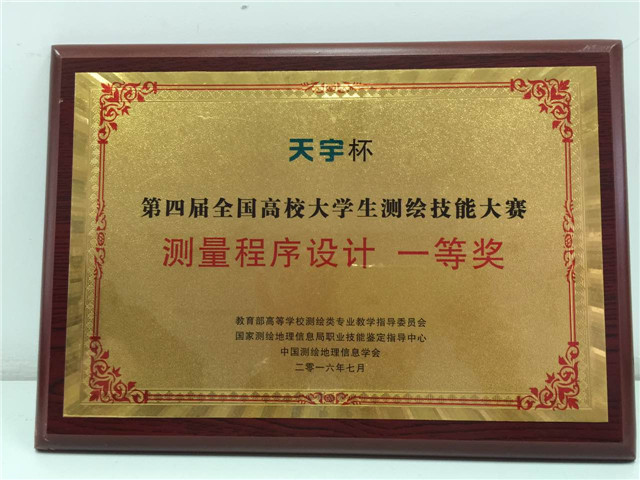 天宇杯
第四届全国高校大学生测绘技能大赛
测量程序设计 一等奖
教育部高等学校测绘类专业教学指导委员会
国家测绘地理信息局职业技能鉴定指导中心
中国测绘地理信息学会
二零一六年七月